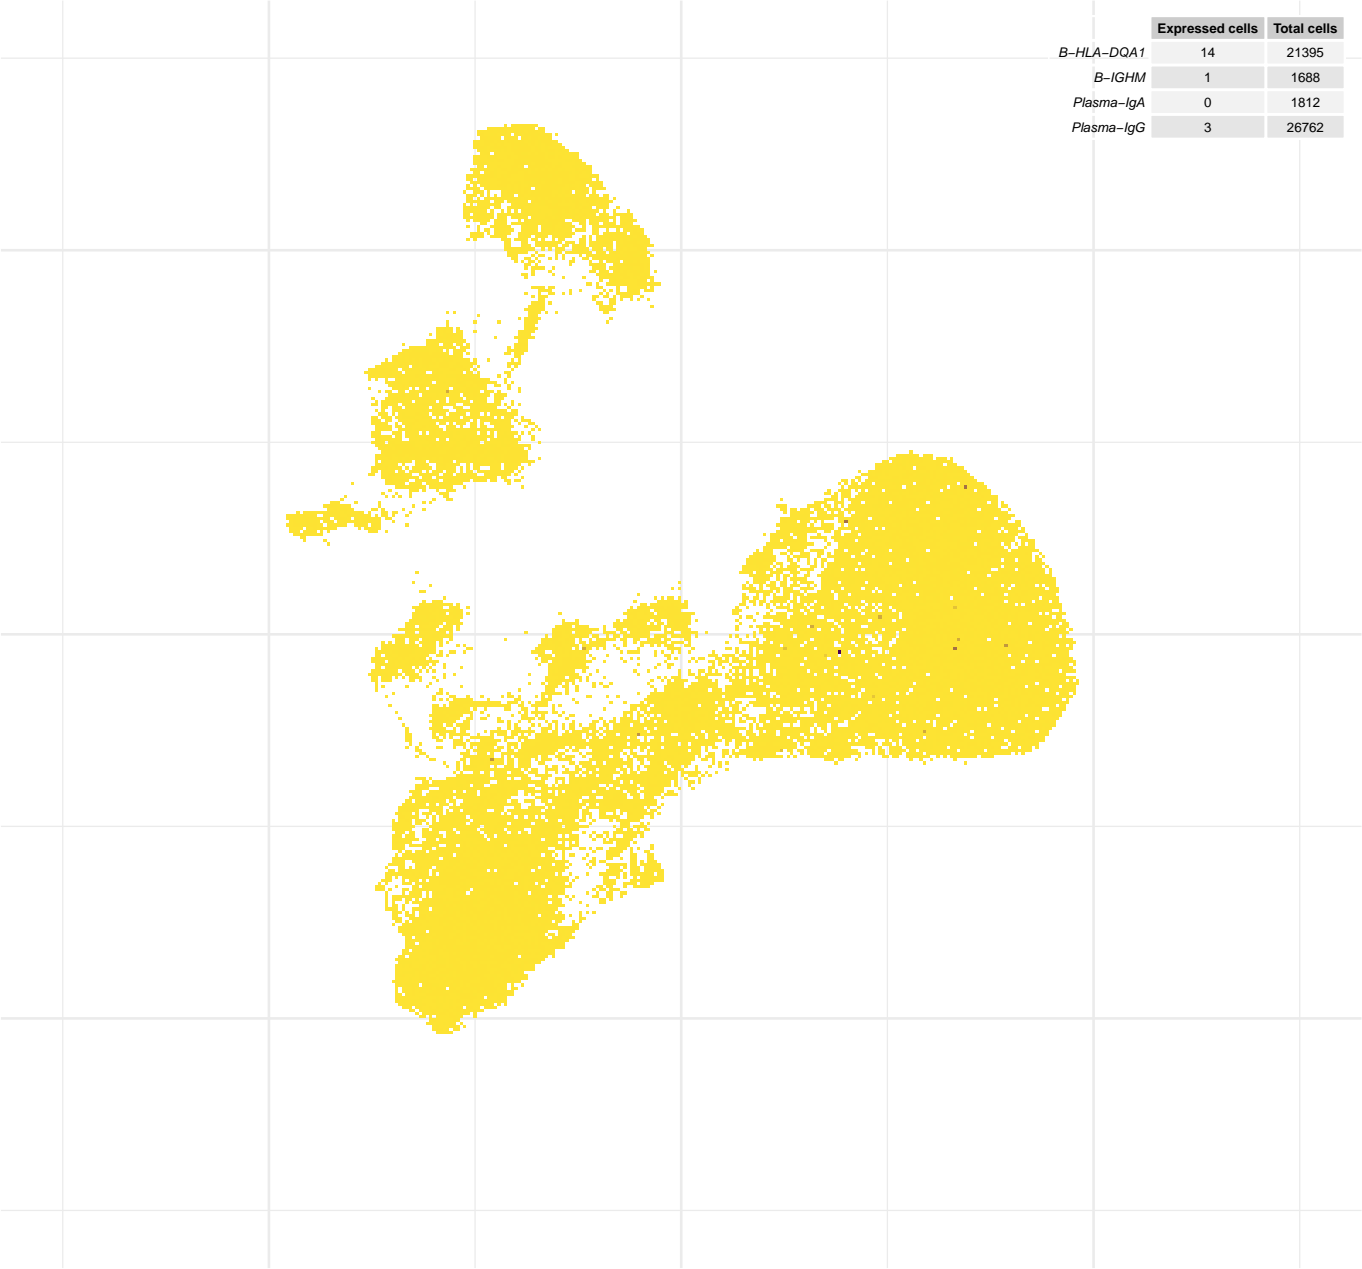 Expressed cells Total cells
B−HLA−DQA1 14 21395
B−IGHM 1 1688
Plasma−IgA 0 1812
Plasma−IgG 3 26762